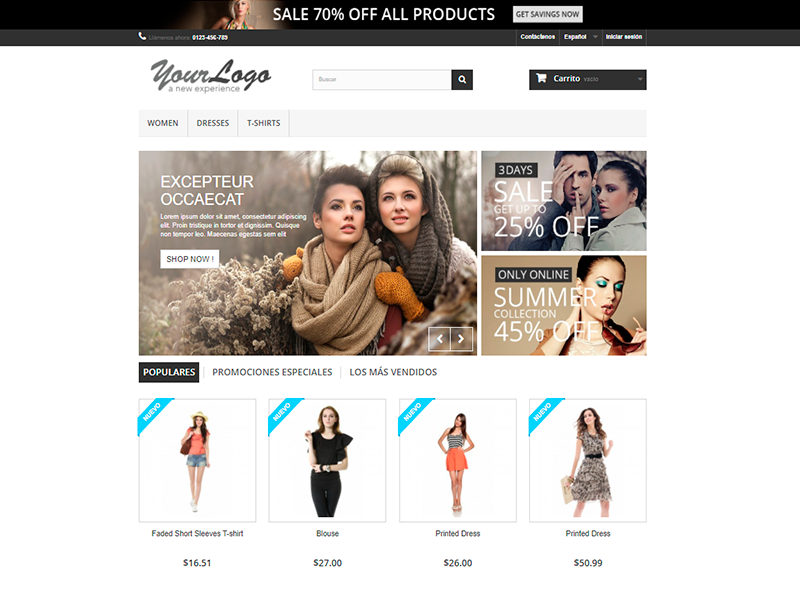 SALE 70% OFF ALL PRODUCTS
GET SAVINGS NOW
Llámenos ahora: 0123-456-789
Contáctenos
Español
Iniciar sesión
YourLogo
a new experience
Buscar
Carrito vacío
WOMEN
DRESSES
T-SHIRTS
EXCEPTEUR
OCCAECAT
Lorem ipsum dolor sit amet, consectetur adipiscing
elit. Proin tristique in tortor et dignissim. Quisque
non tempor leo. Maecenas egestas sem elit
SHOP NOW !
3 DAYS
SALE
GET UP TO
25% OFF
ONLY ONLINE
SUMMER
COLLECTION
45% OFF
POPULARES
PROMOCIONES ESPECIALES
LOS MÁS VENDIDOS
NUEVO
NUEVO
NUEVO
NUEVO
Faded Short Sleeves T-shirt
Blouse
Printed Dress
Printed Dress
$16.51
$27.00
$26.00
$50.99